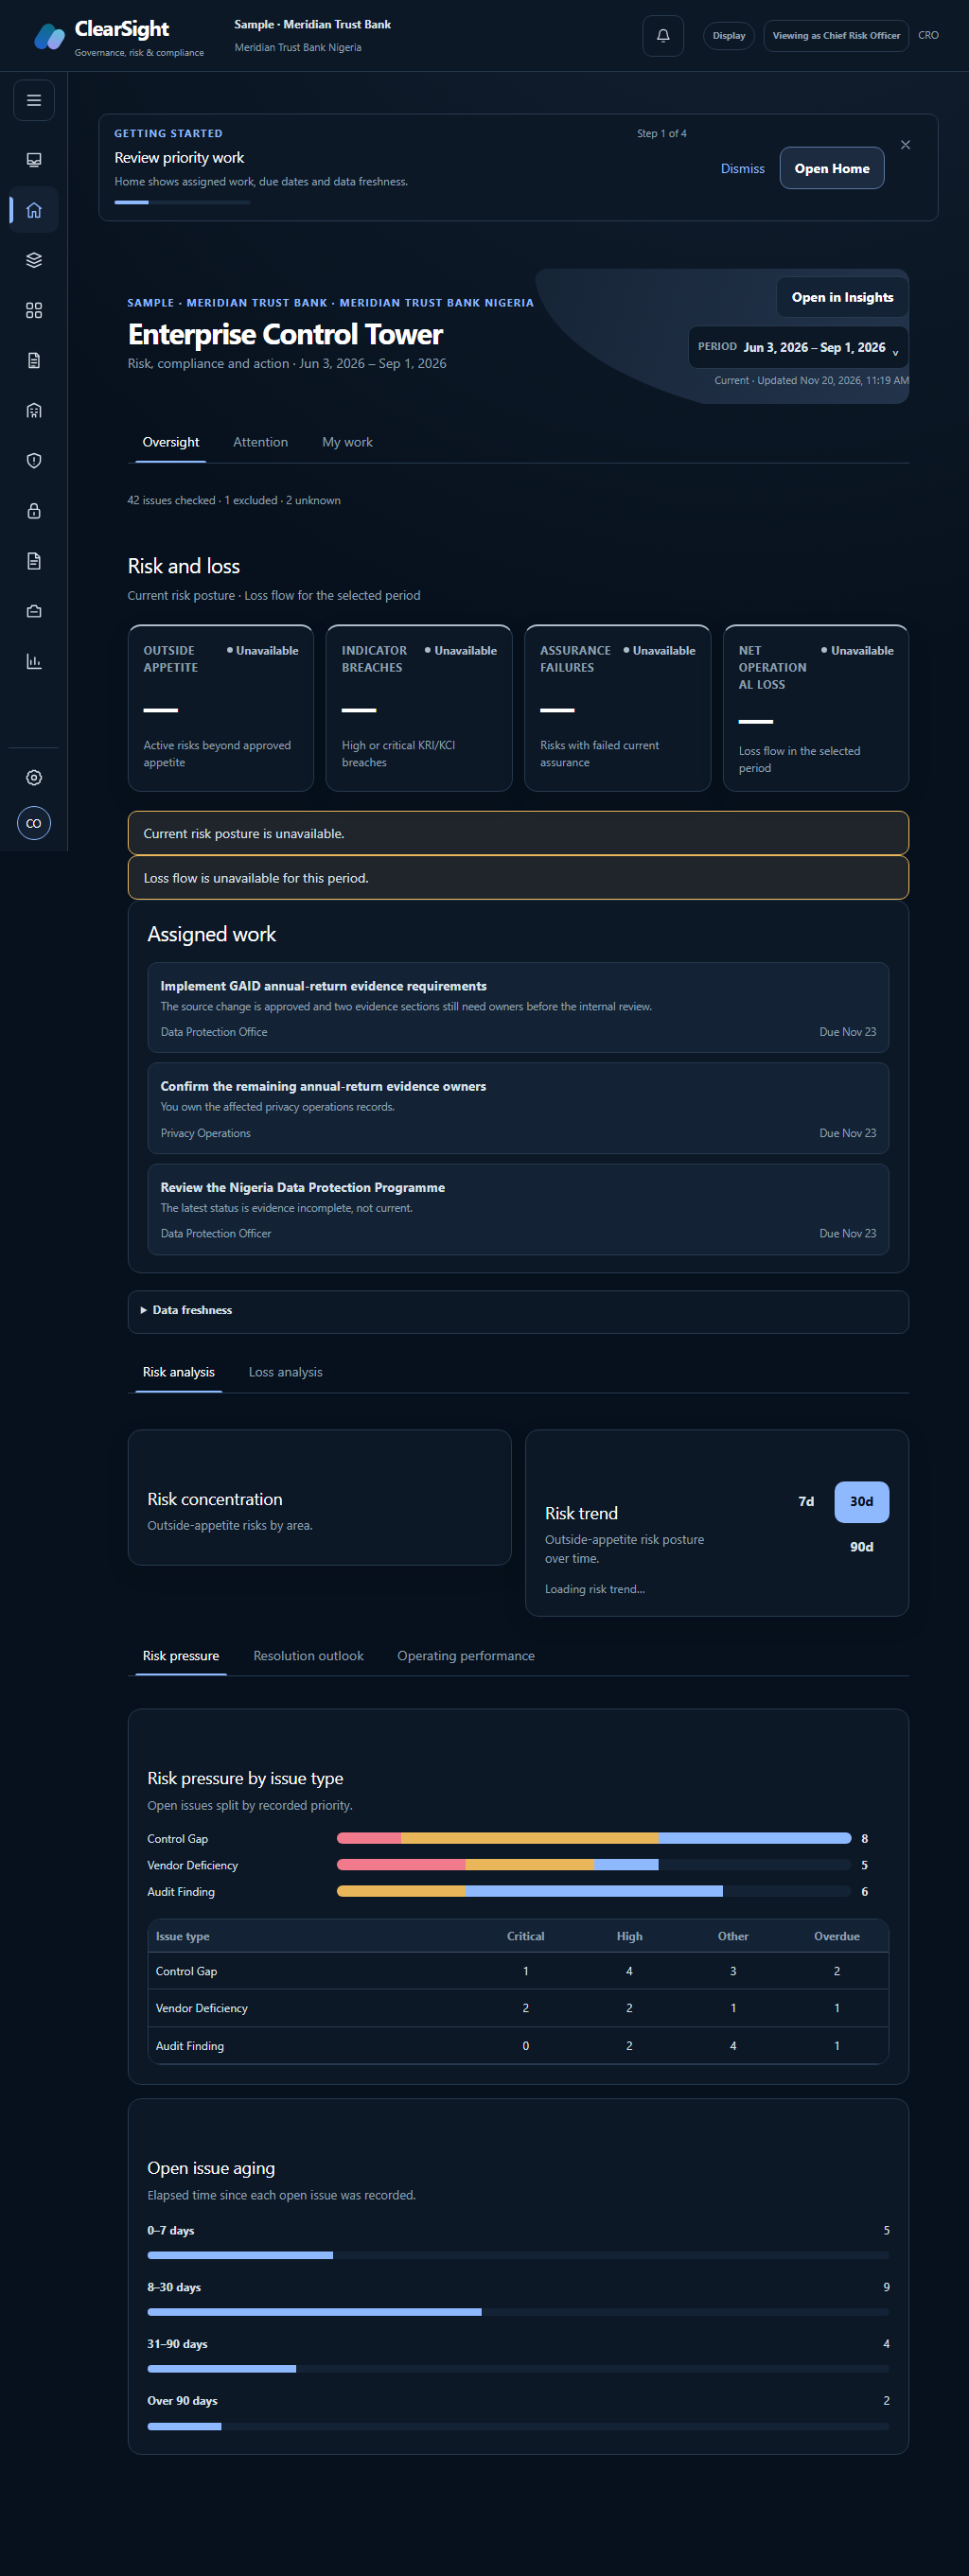 ClearSight
Governance, risk & compliance
Sample · Meridian Trust Bank
Meridian Trust Bank Nigeria
Display
Viewing as Chief Risk Officer
CRO
GETTING STARTED
Step 1 of 4
Review priority work
Home shows assigned work, due dates and data freshness.
Dismiss
Open Home
SAMPLE · MERIDIAN TRUST BANK · MERIDIAN TRUST BANK NIGERIA
Enterprise Control Tower
Risk, compliance and action · Jun 3, 2026 – Sep 1, 2026
Open in Insights
PERIOD Jun 3, 2026 – Sep 1, 2026
Current · Updated Nov 20, 2026, 11:19 AM
Oversight
Attention
My work
42 issues checked · 1 excluded · 2 unknown
Risk and loss
Current risk posture · Loss flow for the selected period
OUTSIDE
APPETITE
Unavailable
—
Active risks beyond approved
appetite
INDICATOR
BREACHES
Unavailable
—
High or critical KRI/KCI
breaches
ASSURANCE
FAILURES
Unavailable
—
Risks with failed current
assurance
NET
OPERATION
AL LOSS
Unavailable
—
Loss flow in the selected
period
CO
Current risk posture is unavailable.
Loss flow is unavailable for this period.
Assigned work
Implement GAID annual-return evidence requirements
The source change is approved and two evidence sections still need owners before the internal review.
Data Protection Office
Due Nov 23
Confirm the remaining annual-return evidence owners
You own the affected privacy operations records.
Privacy Operations
Due Nov 23
Review the Nigeria Data Protection Programme
The latest status is evidence incomplete, not current.
Data Protection Officer
Due Nov 23
Data freshness
Risk analysis
Loss analysis
Risk concentration
Outside-appetite risks by area.
Risk trend
Outside-appetite risk posture
over time.
7d
30d
90d
Loading risk trend...
Risk pressure
Resolution outlook
Operating performance
Risk pressure by issue type
Open issues split by recorded priority.
Control Gap 8
Vendor Deficiency 5
Audit Finding 6
Issue type Critical High Other Overdue
Control Gap 1 4 3 2
Vendor Deficiency 2 2 1 1
Audit Finding 0 2 4 1
Open issue aging
Elapsed time since each open issue was recorded.
0–7 days 5
8–30 days 9
31–90 days 4
Over 90 days 2